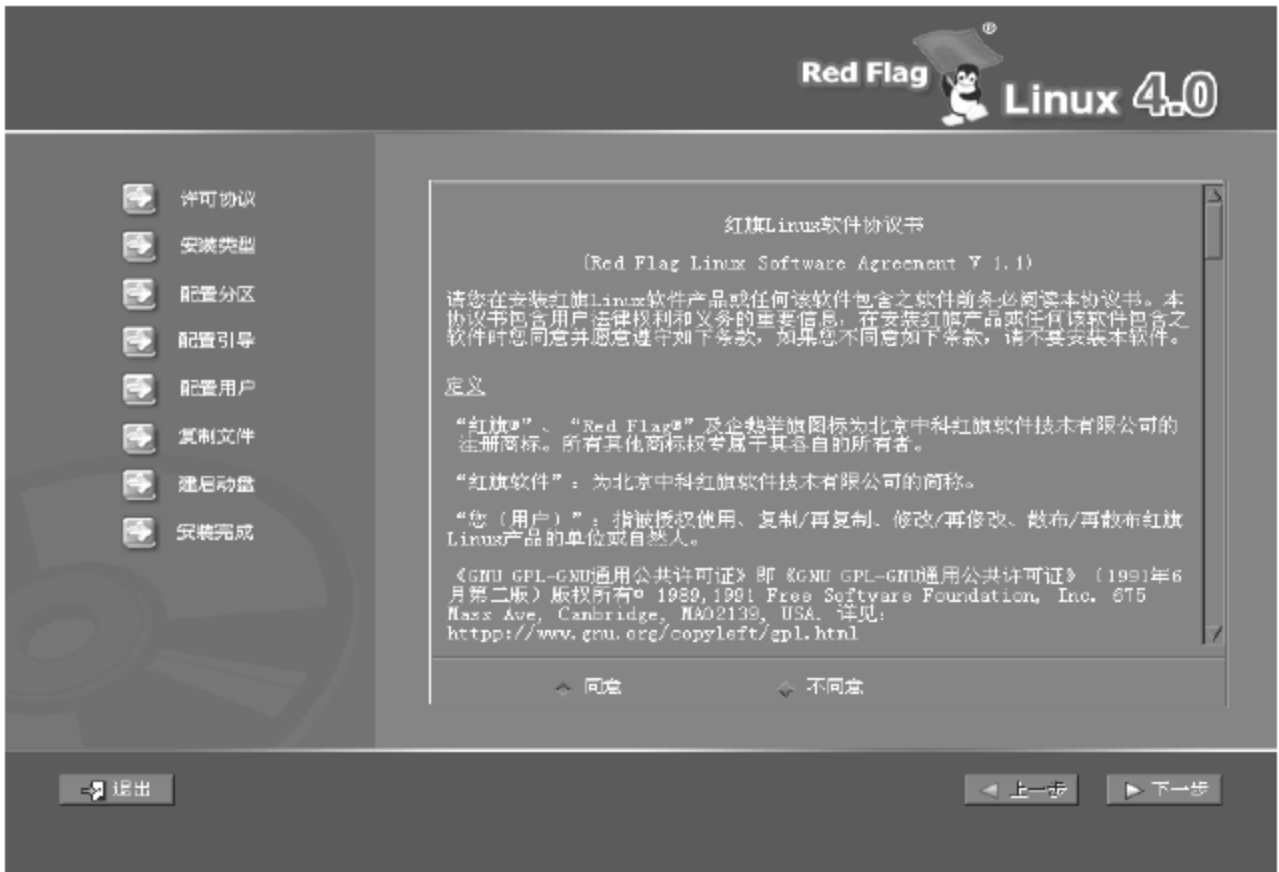 Red Flag
®
Linux 4.0
许可协议
安装类型
配置分区
配置引导
配置用户
复制文件
建启动盘
安装完成
红旗Linux软件协议书
(Red Flag Linux Software Agreement V 1.1)
请您在安装红旗Linux软件产品或任何该软件包含之软件前务必阅读本协议书。本
协议书包含用户法律权利和义务的重要信息，在安装红旗产品或任何该软件包含之
软件时您同意并愿意遵守如下条款，如果您不同意如下条款，请不要安装本软件。
定义
“红旗®”、“Red Flag®”及企鹅举旗图标为北京中科红旗软件技术有限公司的
注册商标。所有其他商标权专属于其各自的所有者。
“红旗软件”：为北京中科红旗软件技术有限公司的简称。
“您（用户）”：指被授权使用、复制/再复制、修改/再修改、散布/再散布红旗
Linux产品的单位或自然人。
《GNU GPL-GNU通用公共许可证》即《GNU GPL-GNU通用公共许可证》（1991年6
月第二版）版权所有© 1989,1991 Free Software Foundation, Inc. 675
Mass Ave, Cambridge, MA02139, USA. 详见：
httpp://www.gnu.org/copyleft/gpl.html
同意
不同意
退出
上一步
下一步